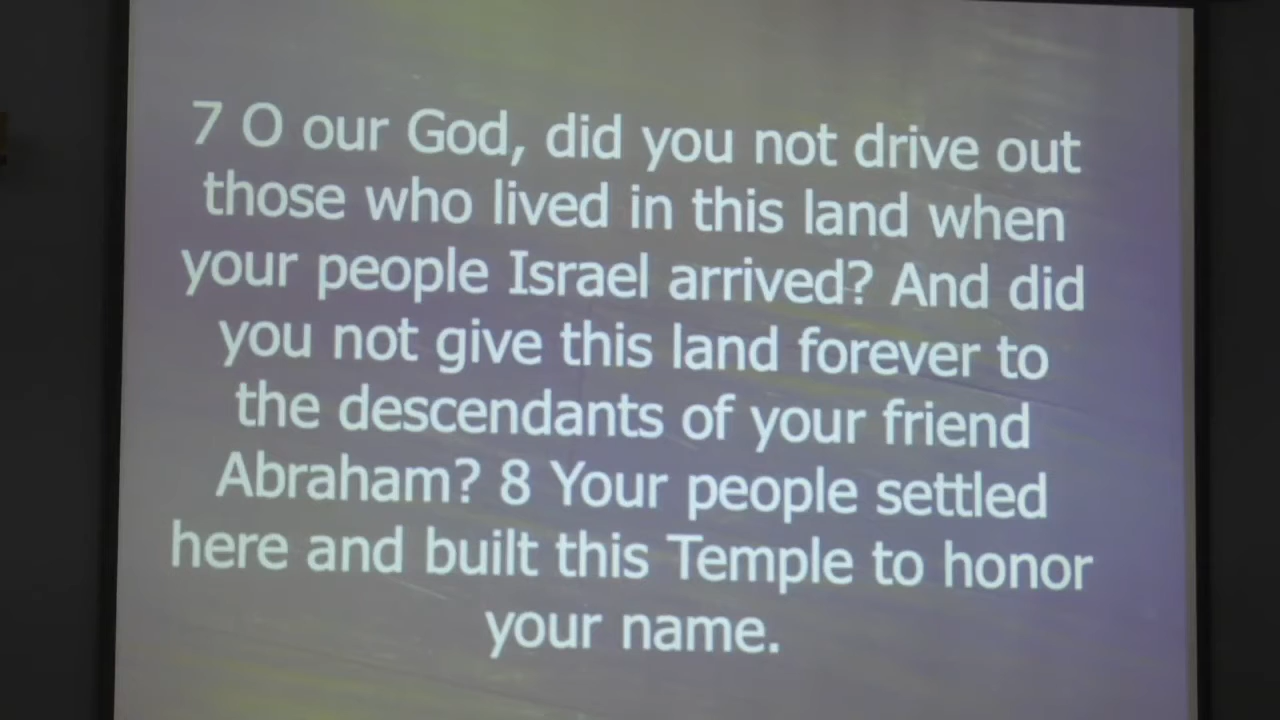 7 O our God, did you not drive out
those who lived in this land when
your people Israel arrived? And did
you not give this land forever to
the descendants of your friend
Abraham? 8 Your people settled
here and built this Temple to honor
your name.